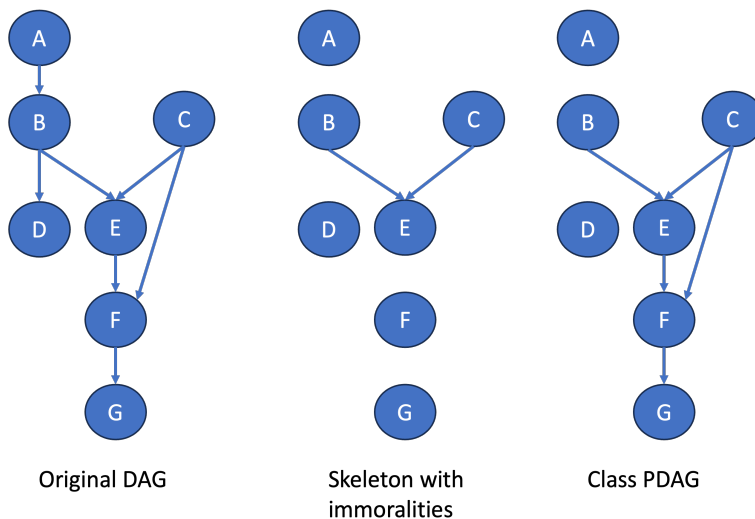 A
A
A
B
C
B
C
B
C
D
E
D
E
D
E
F
F
F
G
G
G
Original DAG
Skeleton with
immoralities
Class PDAG